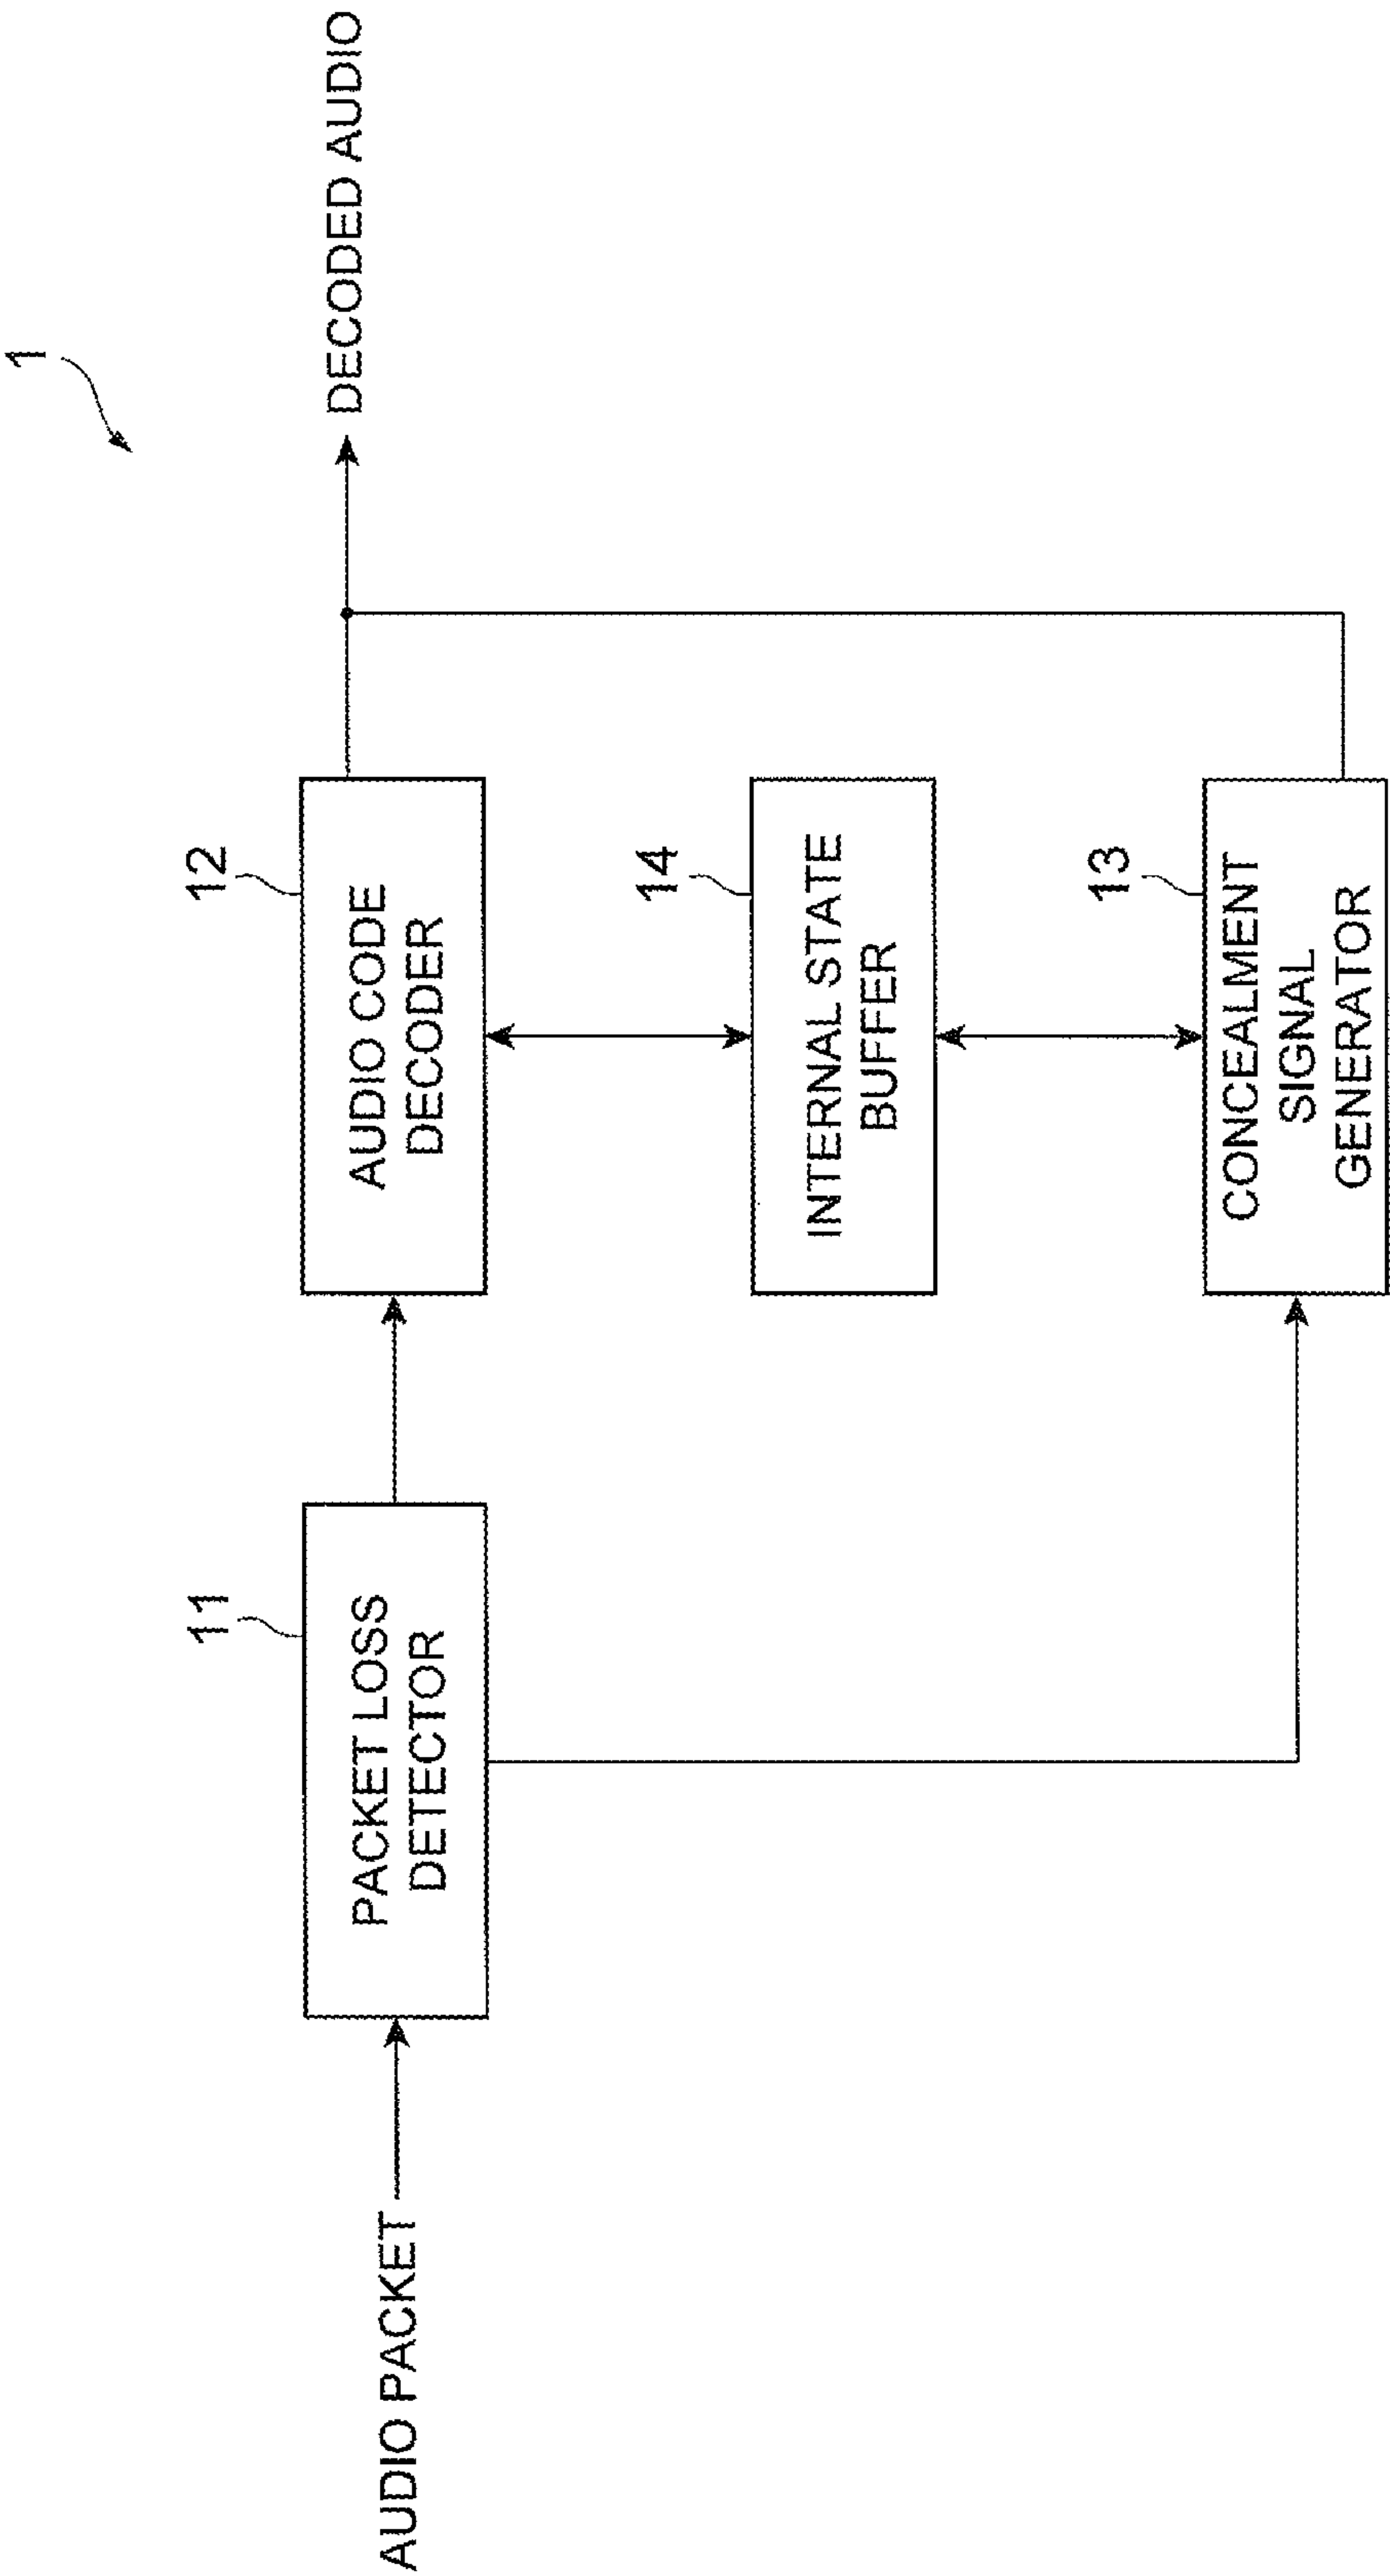 1
AUDIO PACKET
11
PACKET LOSS
DETECTOR
12
AUDIO CODE
DECODER
DECODED AUDIO
14
INTERNAL STATE
BUFFER
13
CONCEALMENT
SIGNAL
GENERATOR